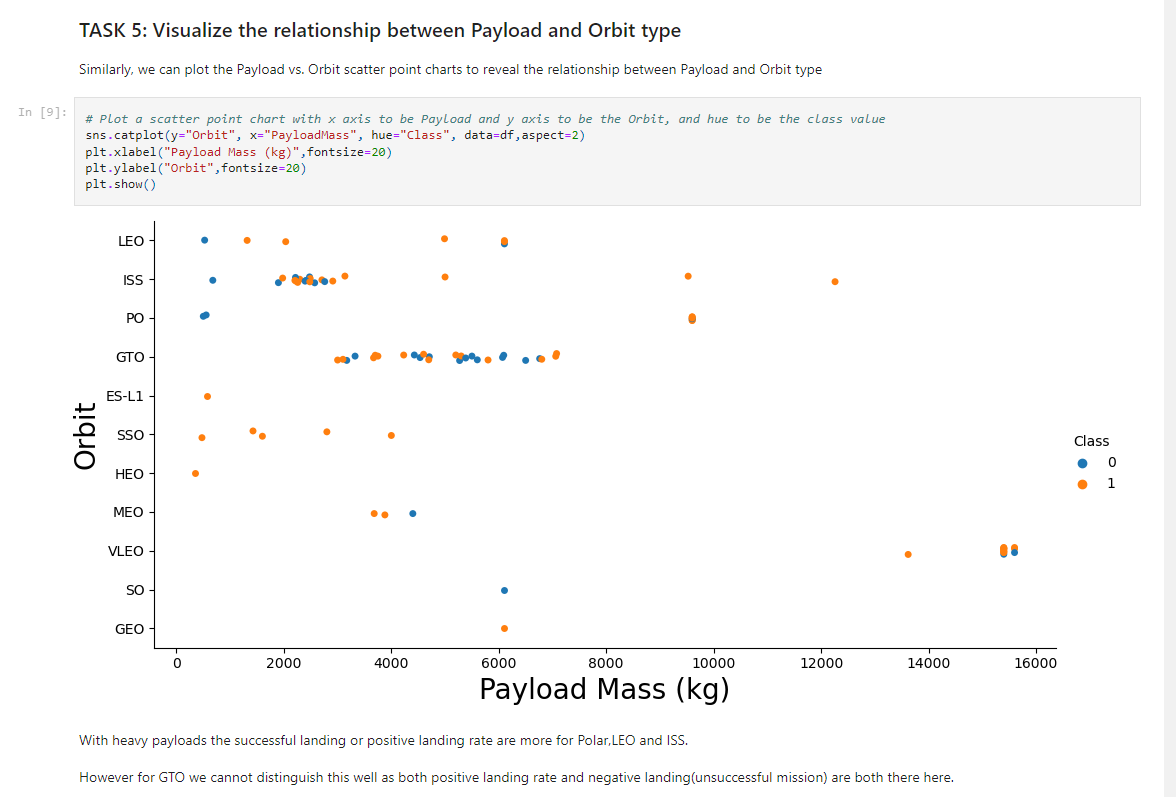 TASK 5: Visualize the relationship between Payload and Orbit type
Similarly, we can plot the Payload vs. Orbit scatter point charts to reveal the relationship between Payload and Orbit type
In [9]:
# Plot a scatter point chart with x axis to be Payload and y axis to be the Orbit, and hue to be the class value
sns.catplot(y="Orbit", x="PayloadMass", hue="Class", data=df,aspect=2)
plt.xlabel("Payload Mass (kg)",fontsize=20)
plt.ylabel("Orbit",fontsize=20)
plt.show()
LEO
ISS
PO
GTO
ES-L1
SSO
HEO
MEO
VLEO
SO
GEO
Orbit
Class
0
1
0 2000 4000 6000 8000 10000 12000 14000 16000
Payload Mass (kg)
With heavy payloads the successful landing or positive landing rate are more for Polar,LEO and ISS.
However for GTO we cannot distinguish this well as both positive landing rate and negative landing(unsuccessful mission) are both there here.